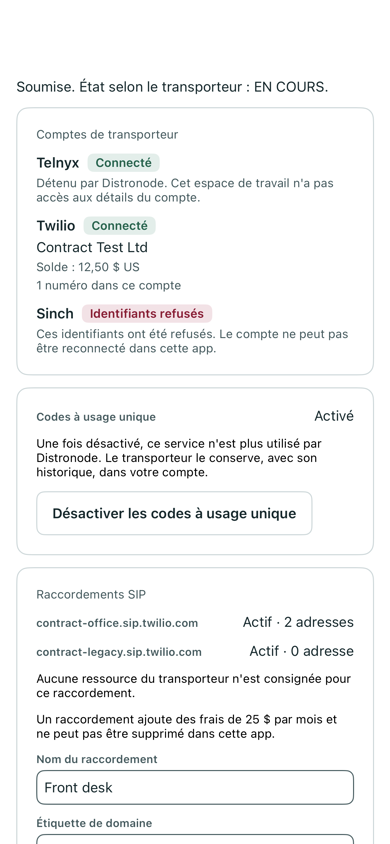 Soumise. État selon le transporteur : EN COURS.
Comptes de transporteur
Telnyx Connecté
Détenu par Distronode. Cet espace de travail n'a pas
accès aux détails du compte.
Twilio Connecté
Contract Test Ltd
Solde : 12,50 $ US
1 numéro dans ce compte
Sinch Identifiants refusés
Ces identifiants ont été refusés. Le compte ne peut pas
être reconnecté dans cette app.
Codes à usage unique Activé
Une fois désactivé, ce service n'est plus utilisé par
Distronode. Le transporteur le conserve, avec son
historique, dans votre compte.
Désactiver les codes à usage unique
Raccordements SIP
contract-office.sip.twilio.com Actif · 2 adresses
contract-legacy.sip.twilio.com Actif · 0 adresse
Aucune ressource du transporteur n'est consignée pour
ce raccordement.
Un raccordement ajoute des frais de 25 $ par mois et
ne peut pas être supprimé dans cette app.
Nom du raccordement
Front desk
Étiquette de domaine